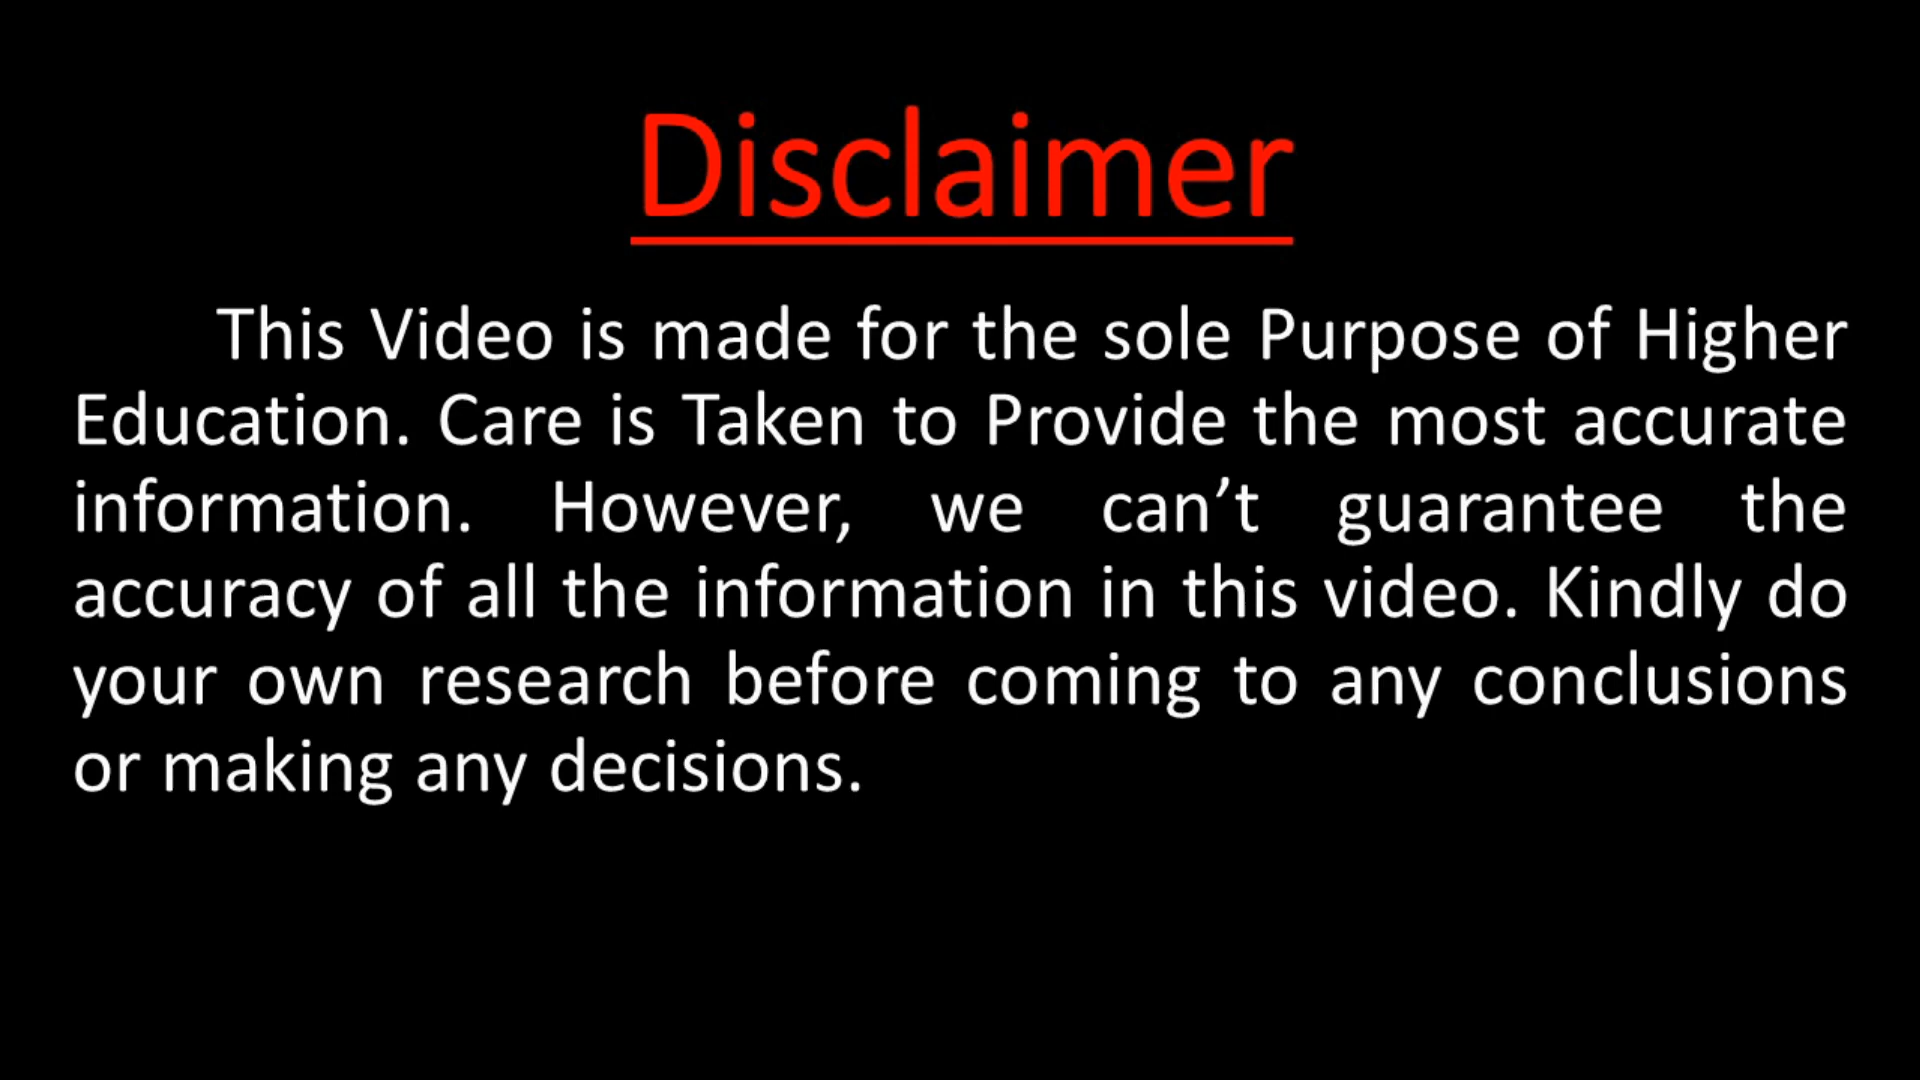 Disclaimer
This Video is made for the sole Purpose of Higher
Education. Care is Taken to Provide the most accurate
information. However, we can’t guarantee the
accuracy of all the information in this video. Kindly do
your own research before coming to any conclusions
or making any decisions.